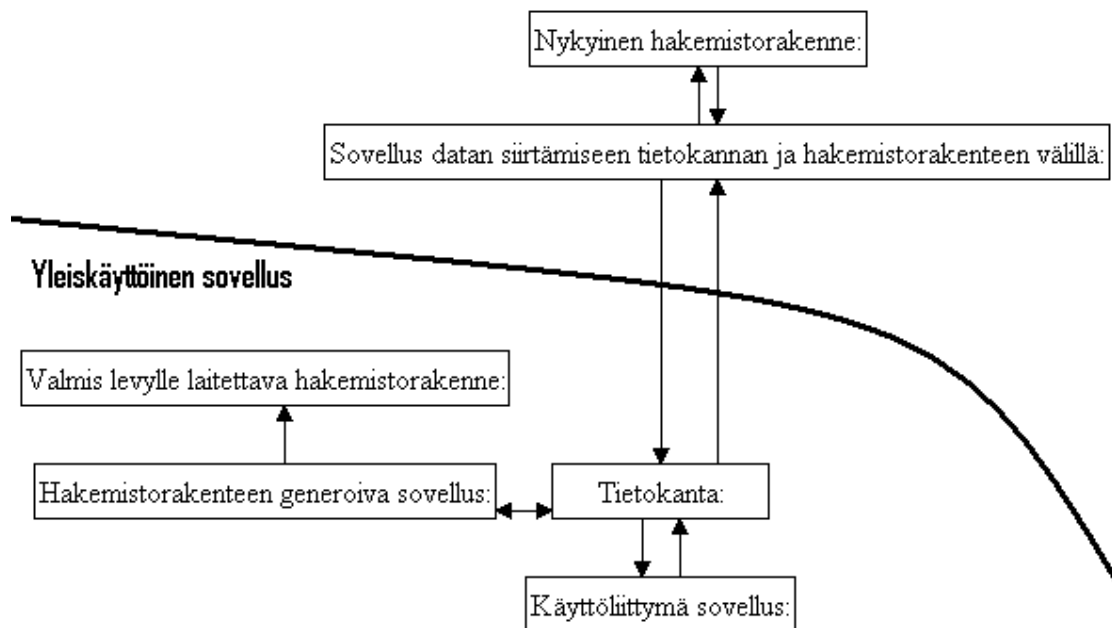 Nykyinen hakemistorakenne:
Sovellus datan siirtämiseen tietokannan ja hakemistorakenteen välillä:
Yleiskäyttöinen sovellus
Valmis levylle laitettava hakemistorakenne:
Hakemistorakenteen generoiva sovellus:
Tietokanta:
Käyttöliittymä sovellus: